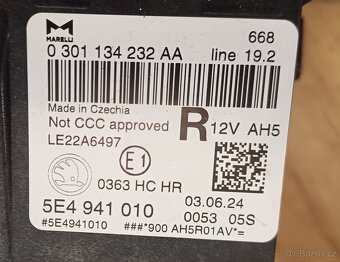 668
MARELLI
0 301 134 232 AA line 19.2
Made in Czechia
Not CCC approved R 12V AH5
LE22A6497
E1
0363 HC HR
03.06.24
5E4 941 010 0053 05S
#5E4941010 ###*900 AH5R01AV*=